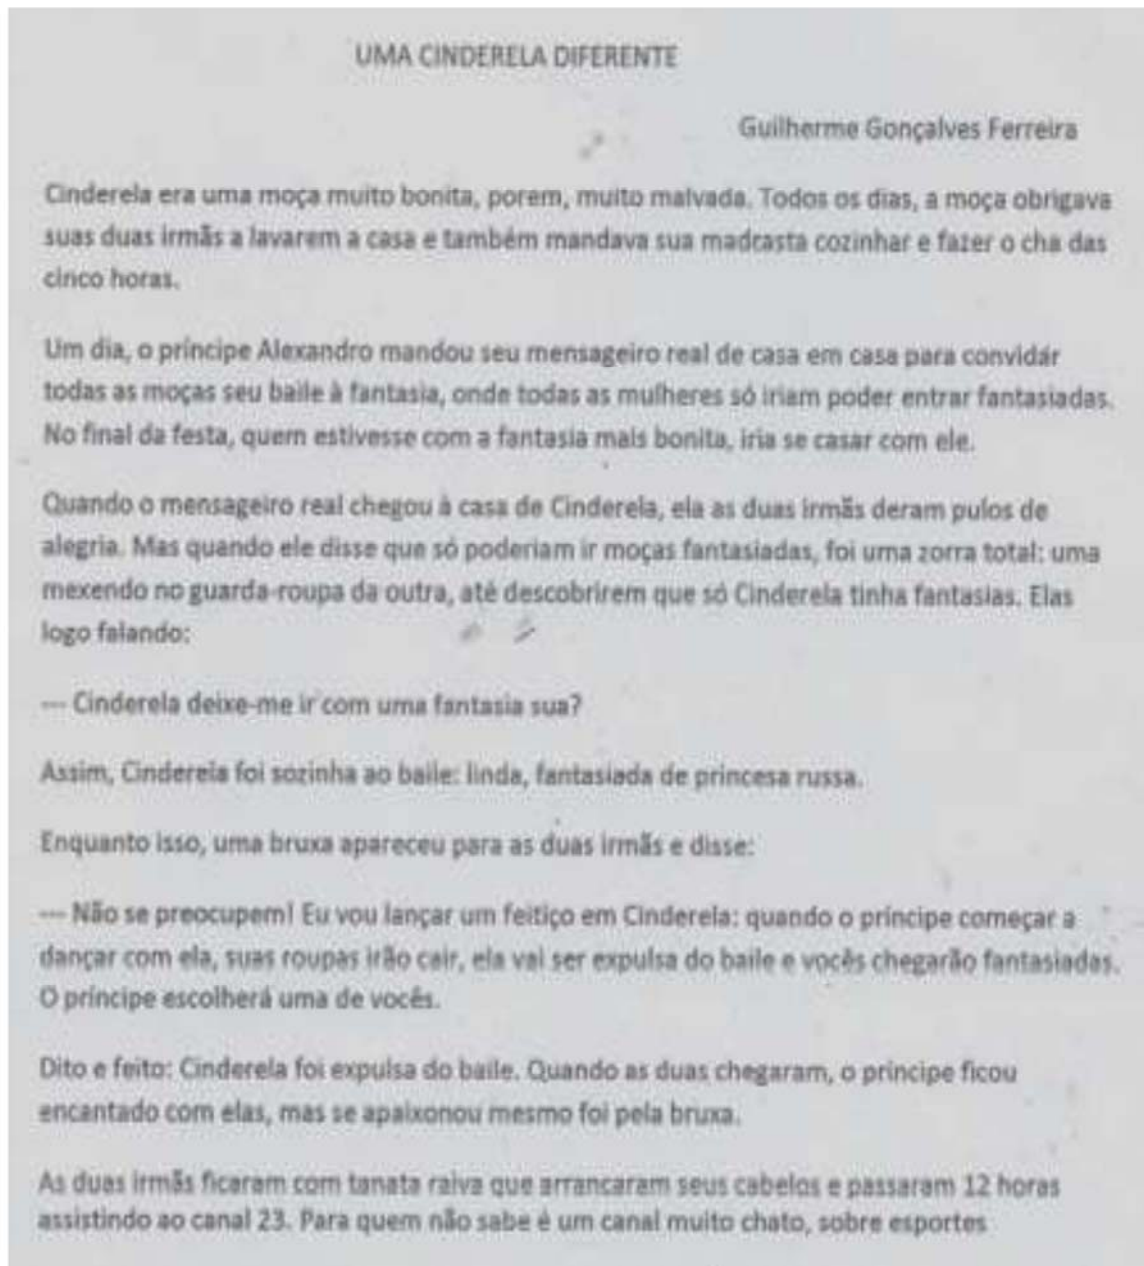 UMA CINDERELA DIFERENTE
Guilherme Gonçalves Ferreira
Cinderela era uma moça muito bonita, porem, muito malvada. Todos os dias, a moça obrigava
suas duas irmãs a lavarem a casa e também mandava sua madrasta cozinhar e fazer o cha das
cinco horas.
Um dia, o príncipe Alexandro mandou seu mensageiro real de casa em casa para convidar
todas as moças seu baile à fantasia, onde todas as mulheres só iriam poder entrar fantasiadas.
No final da festa, quem estivesse com a fantasia mais bonita, iria se casar com ele.
Quando o mensageiro real chegou à casa de Cinderela, ela as duas irmãs deram pulos de
alegria. Mas quando ele disse que só poderiam ir moças fantasiadas, foi uma zorra total: uma
mexendo no guarda-roupa da outra, até descobrirem que só Cinderela tinha fantasias. Elas
logo falando:
--- Cinderela deixe-me ir com uma fantasia sua?
Assim, Cinderela foi sozinha ao baile: linda, fantasiada de princesa russa.
Enquanto isso, uma bruxa apareceu para as duas irmãs e disse:
--- Não se preocupem! Eu vou lançar um feitiço em Cinderela: quando o príncipe começar a
dançar com ela, suas roupas irão cair, ela vai ser expulsa do baile e vocês chegarão fantasiadas.
O príncipe escolherá uma de vocês.
Dito e feito: Cinderela foi expulsa do baile. Quando as duas chegaram, o príncipe ficou
encantado com elas, mas se apaixonou mesmo foi pela bruxa.
As duas irmãs ficaram com tanata raiva que arrancaram seus cabelos e passaram 12 horas
assistindo ao canal 23. Para quem não sabe é um canal muito chato, sobre esportes